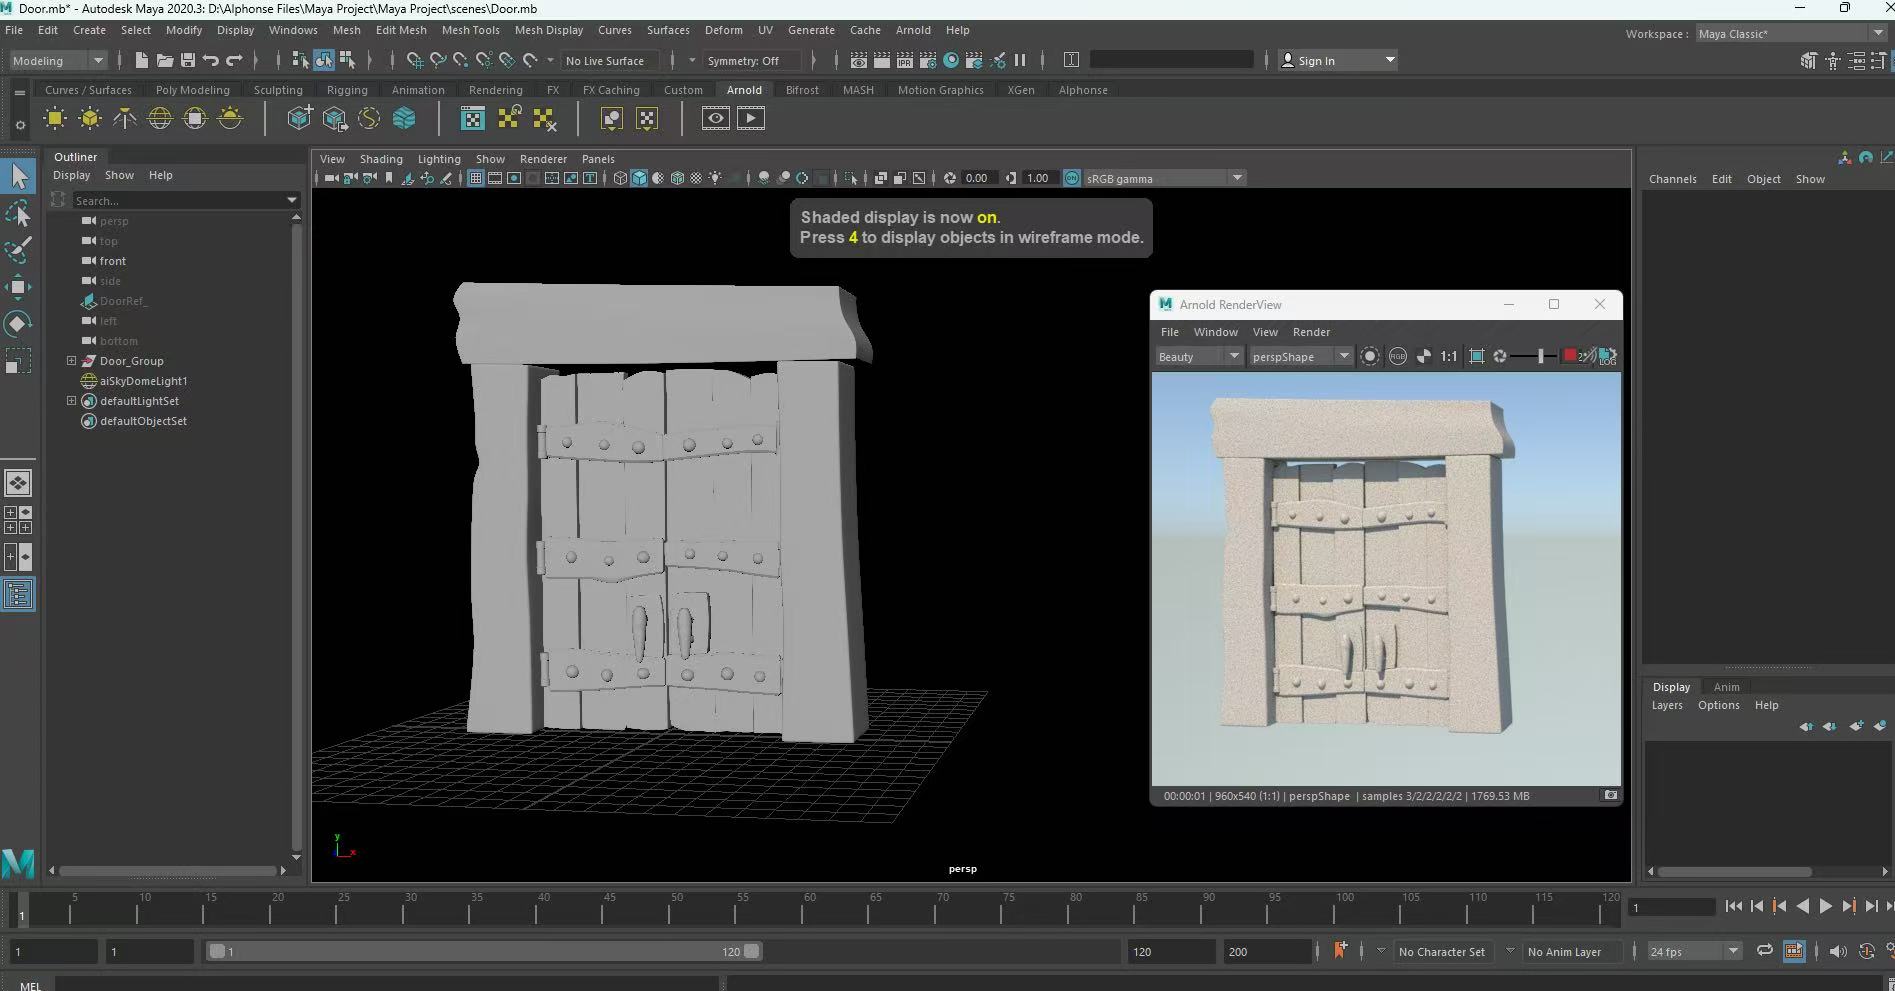 Door.mb* - Autodesk Maya 2020.3: D:\Alphonse Files\Maya Project\Maya Project\scenes\Door.mb
File Edit Create Select Modify Display Windows Mesh Edit Mesh Mesh Tools Mesh Display Curves Surfaces Deform UV Generate Cache Arnold Help
Workspace : Maya Classic*
Modeling No Live Surface Symmetry: Off IPR Sign In
Curves / Surfaces Poly Modeling Sculpting Rigging Animation Rendering FX FX Caching Custom Arnold Bifrost MASH Motion Graphics XGen Alphonse
Outliner
Display Show Help
Search...
persp
top
front
side
DoorRef_
left
bottom
Door_Group
aiSkyDomeLight1
defaultLightSet
defaultObjectSet
View Shading Lighting Show Renderer Panels
0.00 1.00 ON sRGB gamma
Shaded display is now on.
Press 4 to display objects in wireframe mode.
y
x
persp
Arnold RenderView
File Window View Render
Beauty perspShape RGB 1:1 LOG
00:00:01 | 960x540 (1:1) | perspShape | samples 3/2/2/2/2/2 | 1769.53 MB
Channels Edit Object Show
Display Anim
Layers Options Help
1 5 10 15 20 25 30 35 40 45 50 55 60 65 70 75 80 85 90 95 100 105 110 115 120 1
1 1 1 120 120 200 No Character Set No Anim Layer 24 fps
MEL